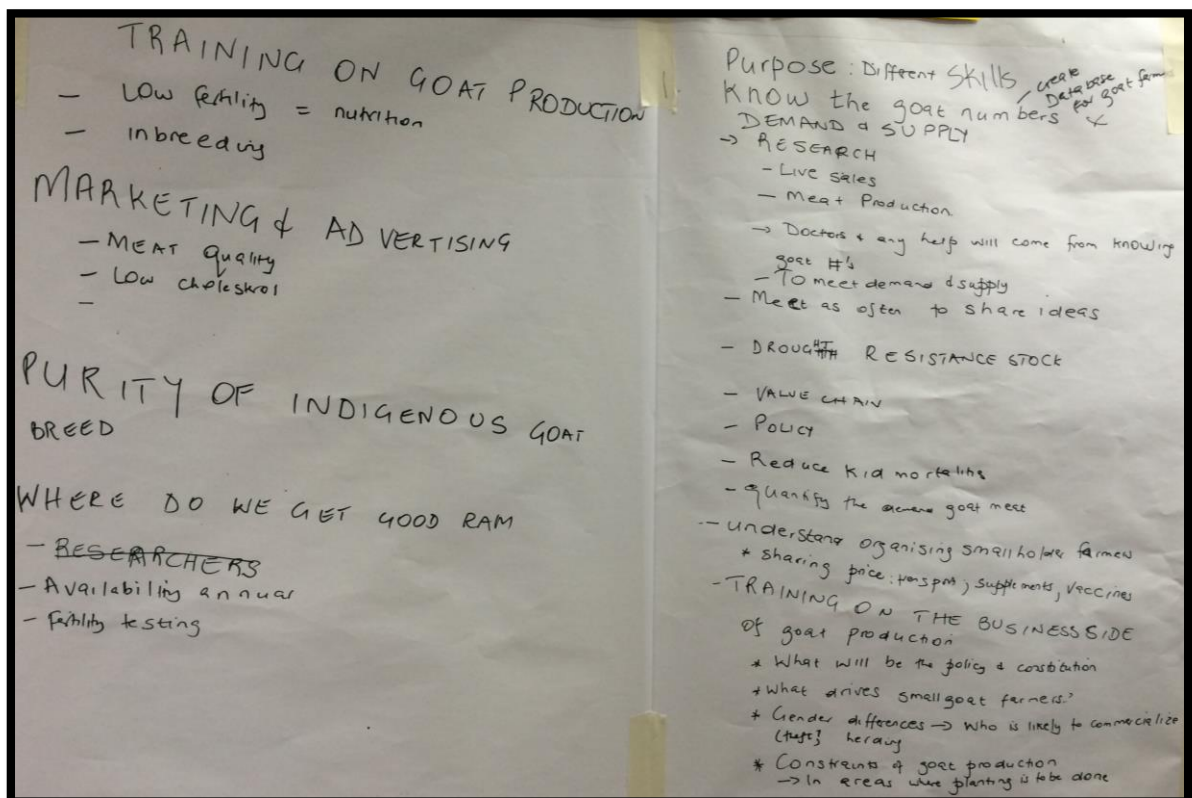 TRAINING ON GOAT PRODUCTION
- Low fertility = nutrition
- inbreeding
MARKETING & ADVERTISING
- MEAT quality
- Low choleskrol
-
PURITY OF INDIGENOUS GOAT
BREED
WHERE DO WE GET GOOD RAM
- RESEARCHERS
- Availability annual
- Fertility testing
Purpose: Different Skills
Know the goat numbers - create Database for goat farms
DEMAND & SUPPLY
→ RESEARCH
- Live sales
- Meat Production
→ Doctors & any help will come from knowing
goat #'s
- To meet demand & supply
- Meet as often to share ideas
- DROUGHT RESISTANCE STOCK
- VALUE CHAIN
- POLICY
- Reduce kid mortality
- quantify the goat meat
- understand organising smallholder farmers
* sharing price: transport, supplements, vaccines
- TRAINING ON THE BUSINESS SIDE
of goat production
* What will be the policy & constitution
* What drives small goat farmers?
* Gender differences → Who is likely to commercialize
herding
* Constraints of goat production
→ In areas where planting is to be done